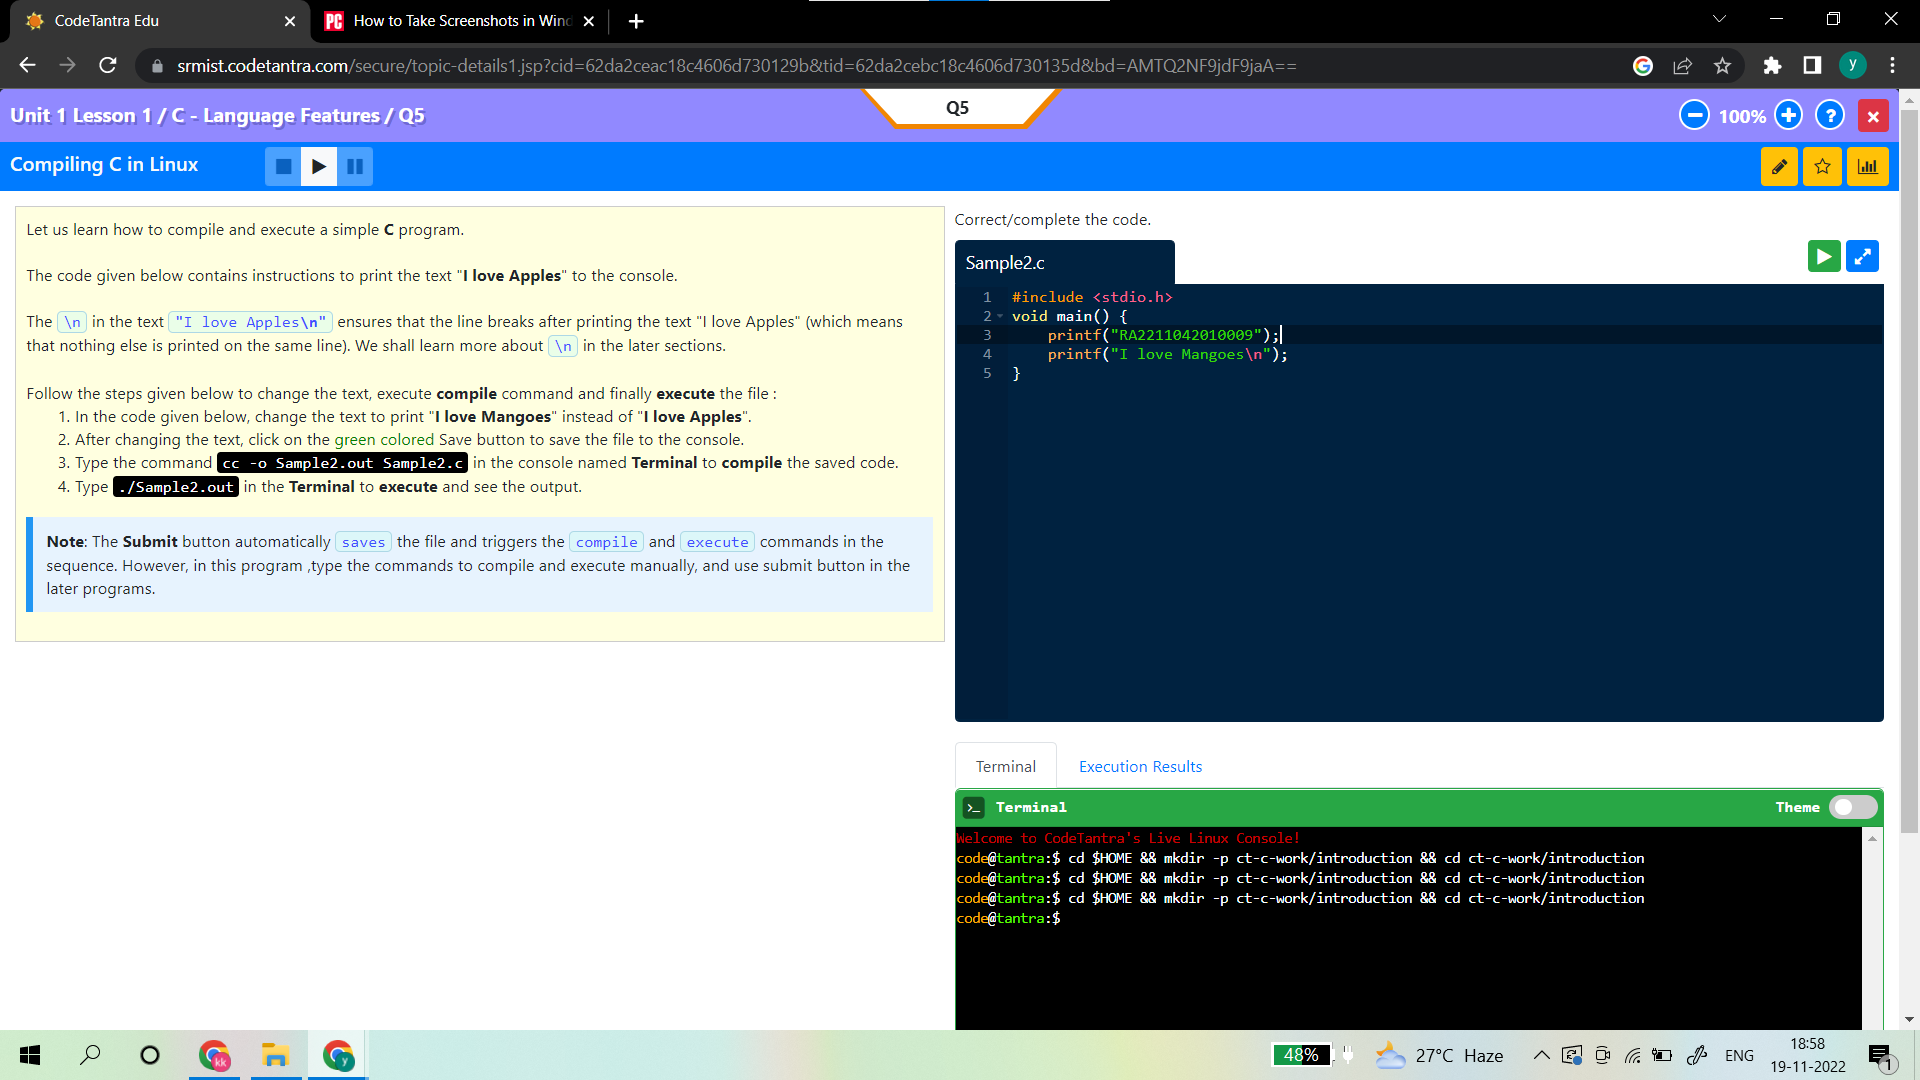 CodeTantra Edu
How to Take Screenshots in Wind
srmist.codetantra.com/secure/topic-details1.jsp?cid=62da2ceac18c4606d730129b&tid=62da2cebc18c4606d730135d&bd=AMTQ2NF9jdF9jaA==
y
Unit 1 Lesson 1 / C - Language Features / Q5
Q5
100%
?
Compiling C in Linux
Let us learn how to compile and execute a simple C program.
The code given below contains instructions to print the text "I love Apples" to the console.
The \n in the text "I love Apples\n" ensures that the line breaks after printing the text "I love Apples" (which means
that nothing else is printed on the same line). We shall learn more about \n in the later sections.
Follow the steps given below to change the text, execute compile command and finally execute the file :
1. In the code given below, change the text to print "I love Mangoes" instead of "I love Apples".
2. After changing the text, click on the green colored Save button to save the file to the console.
3. Type the command cc -o Sample2.out Sample2.c in the console named Terminal to compile the saved code.
4. Type ./Sample2.out in the Terminal to execute and see the output.
Note: The Submit button automatically saves the file and triggers the compile and execute commands in the
sequence. However, in this program ,type the commands to compile and execute manually, and use submit button in the
later programs.
Correct/complete the code.
Sample2.c
1 #include <stdio.h>
2 void main() {
3 printf("RA2211042010009");
4 printf("I love Mangoes\n");
5 }
Terminal
Execution Results
>_ Terminal
Theme
Welcome to CodeTantra's Live Linux Console!
code@tantra:$ cd $HOME && mkdir -p ct-c-work/introduction && cd ct-c-work/introduction
code@tantra:$ cd $HOME && mkdir -p ct-c-work/introduction && cd ct-c-work/introduction
code@tantra:$ cd $HOME && mkdir -p ct-c-work/introduction && cd ct-c-work/introduction
code@tantra:$
kk
y
48%
27°C Haze
ENG
18:58
19-11-2022
1